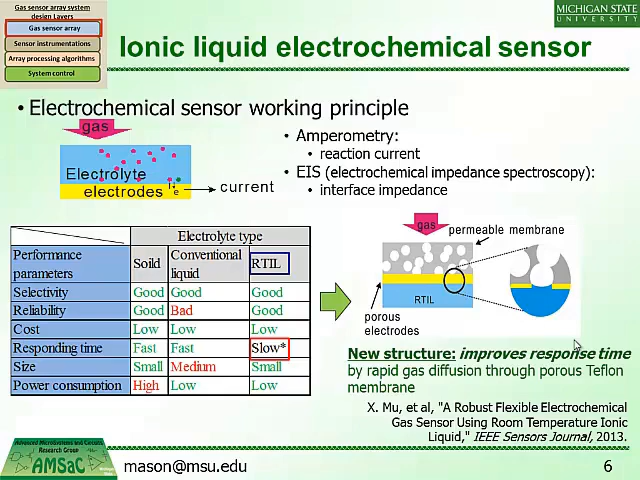 Gas sensor array system
design Layers
Gas sensor array
Sensor instrumentations
Array processing algorithms
System control
MICHIGAN STATE
UNIVERSITY
Ionic liquid electrochemical sensor
• Electrochemical sensor working principle
gas
Electrolyte
electrodes
e
current
• Amperometry:
• reaction current
• EIS (electrochemical impedance spectroscopy):
• interface impedance
Electrolyte type
Performance parameters Soild Conventional liquid RTIL
Selectivity Good Good Good
Reliability Good Bad Good
Cost Low Low Low
Responding time Fast Fast Slow*
Size Small Medium Small
Power consumption High Low Low
gas
permeable membrane
RTIL
porous
electrodes
New structure: improves response time
by rapid gas diffusion through porous Teflon
membrane
X. Mu, et al, "A Robust Flexible Electrochemical
Gas Sensor Using Room Temperature Ionic
Liquid," IEEE Sensors Journal, 2013.
Advanced Microsystems and Circuits
Research Group
AMSaC
mason@msu.edu
6